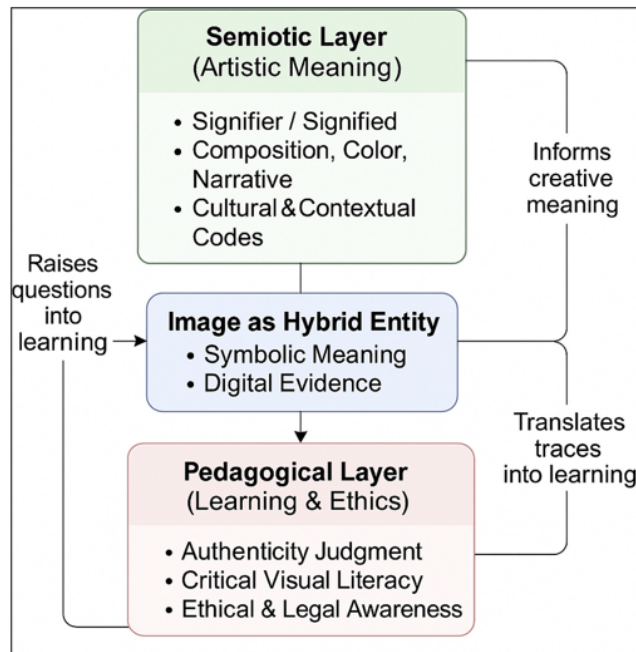 Semiotic Layer
(Artistic Meaning)
• Signifier / Signified
• Composition, Color,
Narrative
• Cultural & Contextual
Codes
Informs
creative
meaning
Raises
questions
into
learning
Image as Hybrid Entity
• Symbolic Meaning
• Digital Evidence
Translates
traces
into learning
Pedagogical Layer
(Learning & Ethics)
• Authenticity Judgment
• Critical Visual Literacy
• Ethical & Legal Awareness